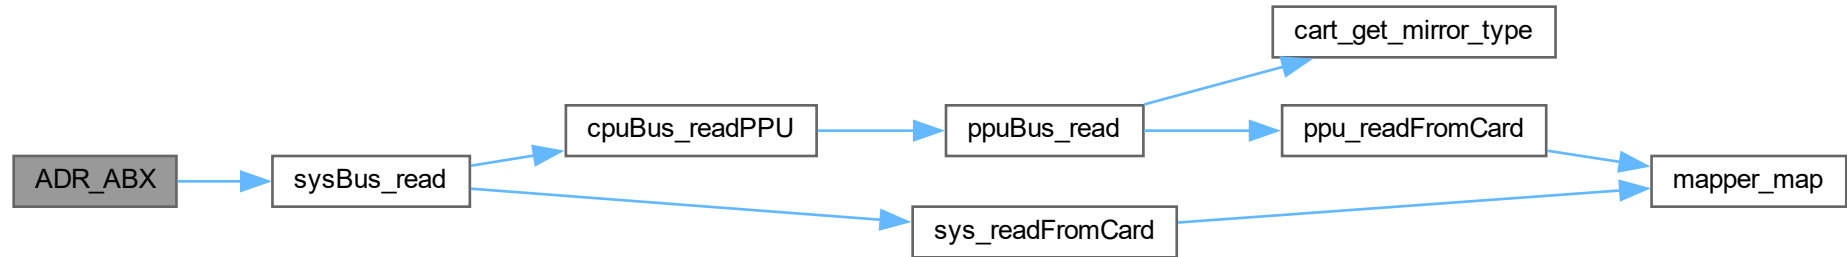 cart_get_mirror_type
cpuBus_readPPU
ppuBus_read
ppu_readFromCard
ADR_ABX
sysBus_read
mapper_map
sys_readFromCard